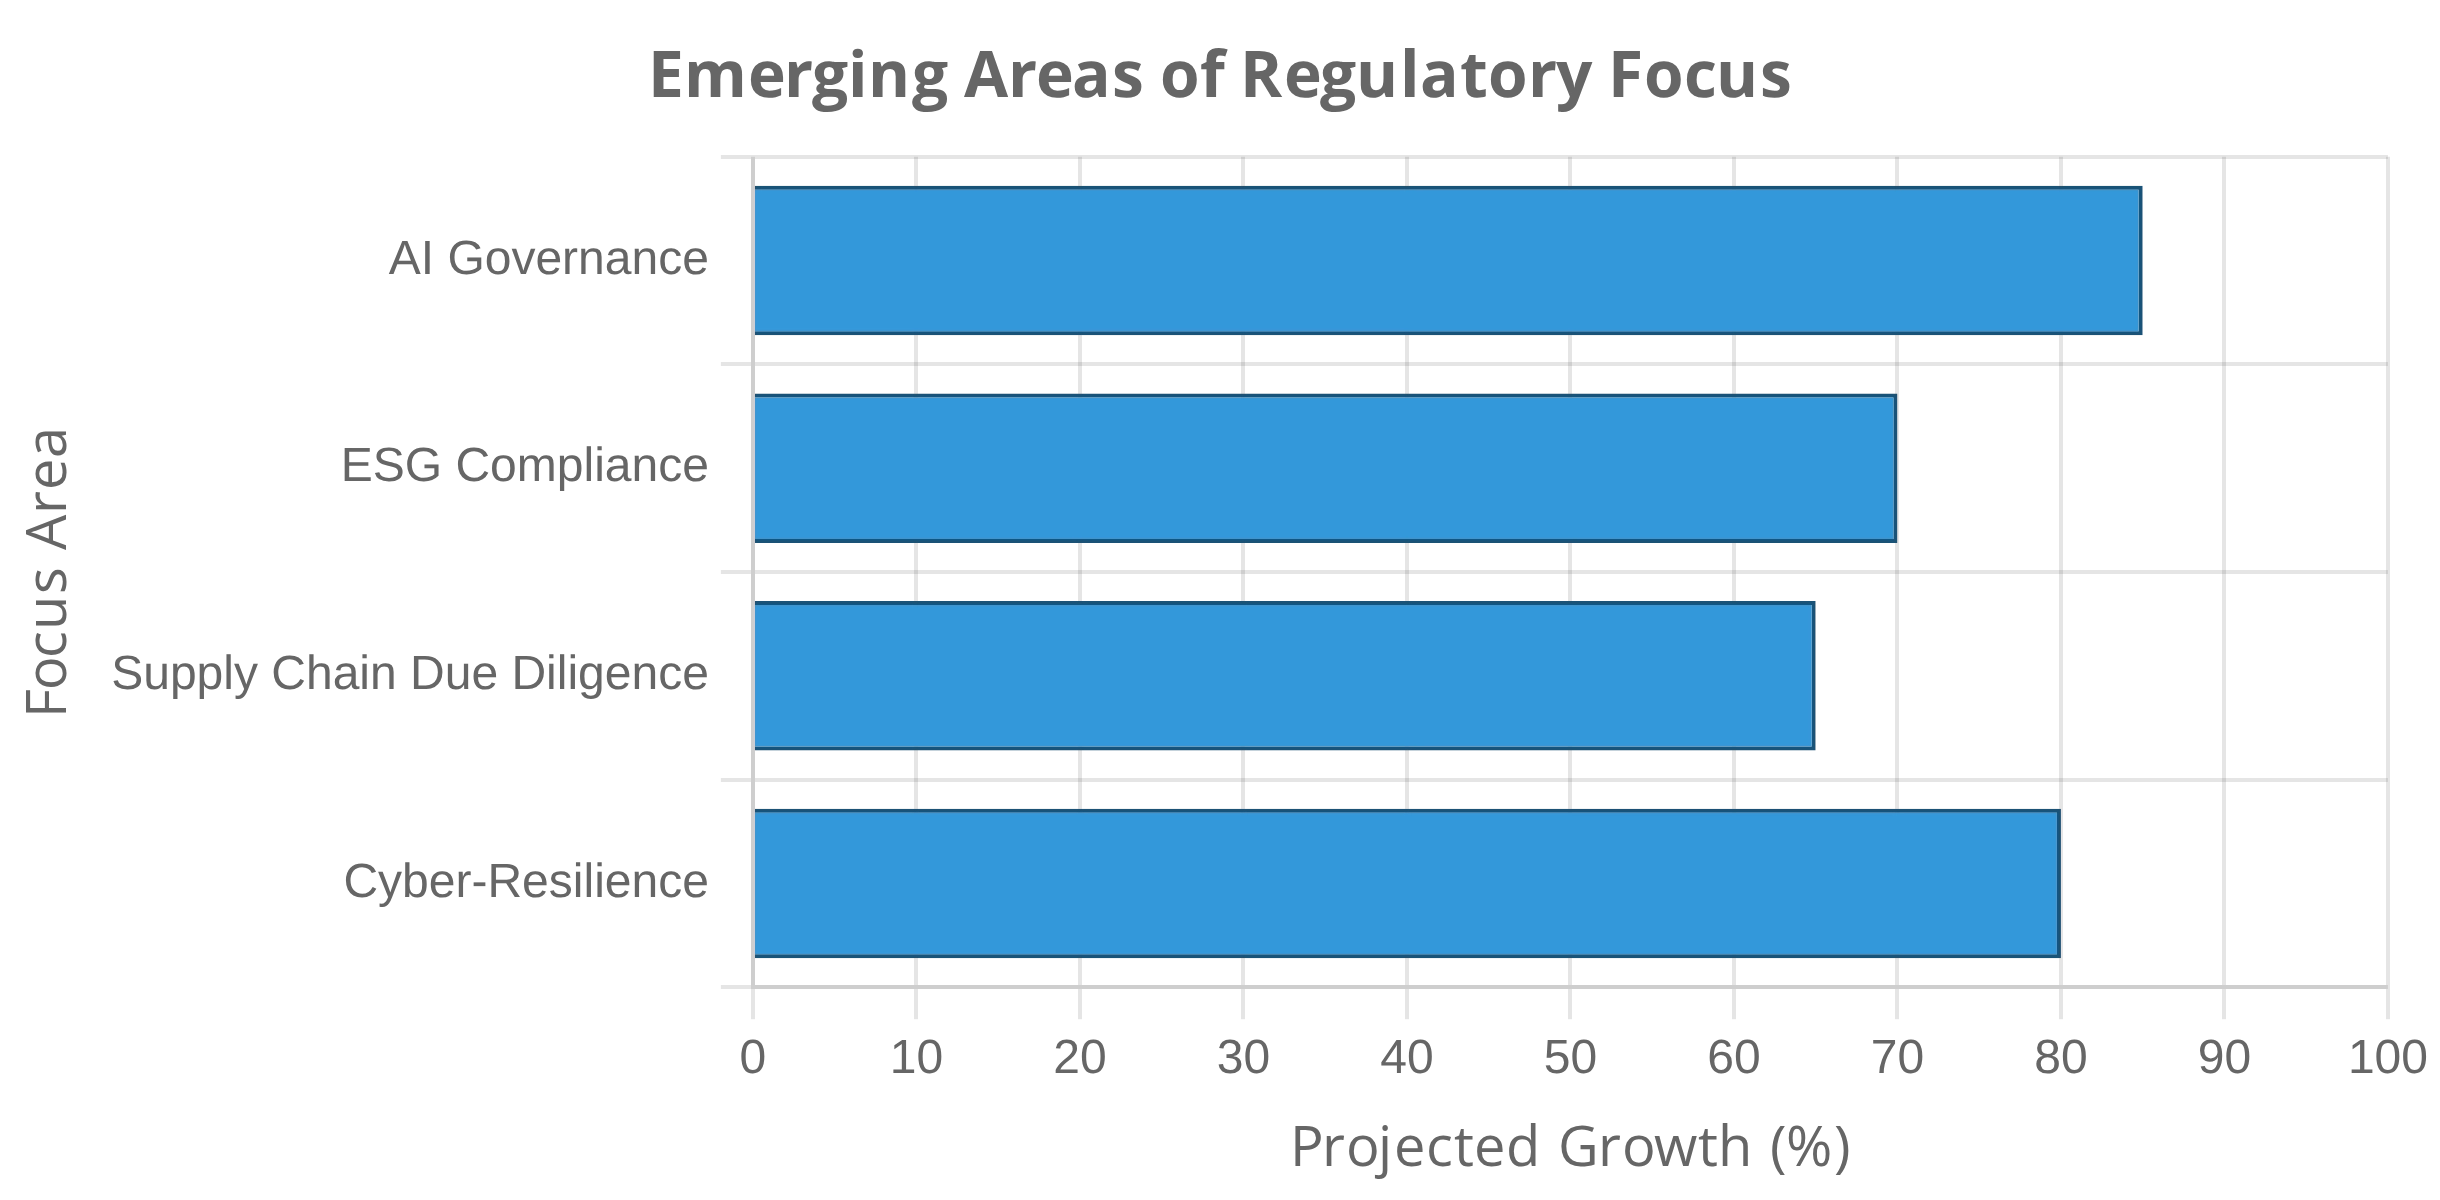 Emerging Areas of Regulatory Focus
Focus Area
AI Governance
ESG Compliance
Supply Chain Due Diligence
Cyber-Resilience
0 10 20 30 40 50 60 70 80 90 100
Projected Growth (%)